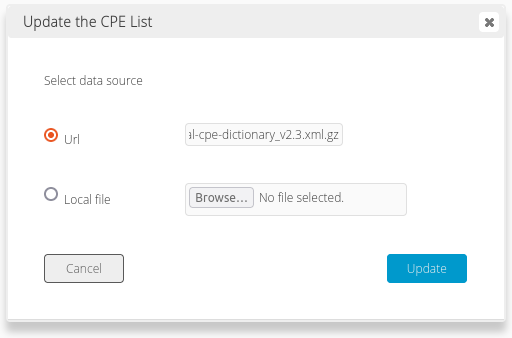 Update the CPE List
Select data source
Url
al-cpe-dictionary_v2.3.xml.gz
Local file
Browse... No file selected.
Cancel
Update